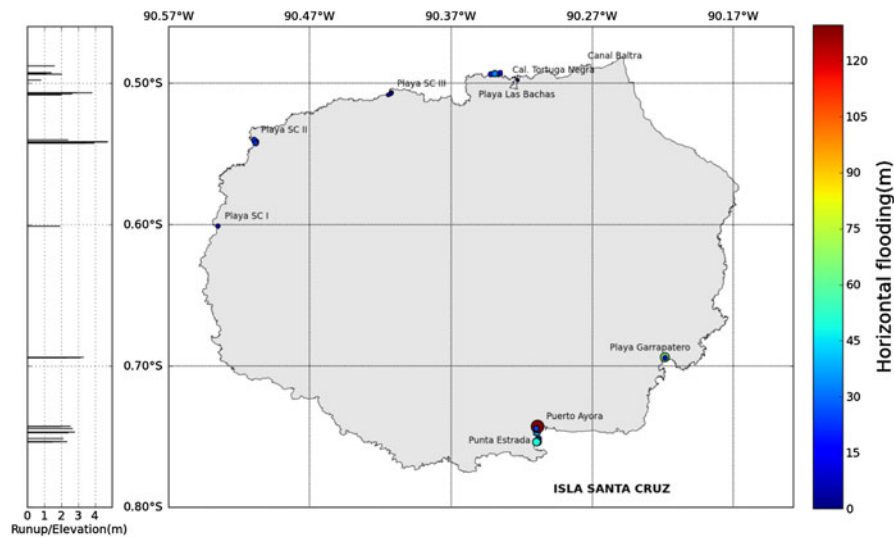 90.57°W 90.47°W 90.37°W 90.27°W 90.17°W
Canal Baltra
Cal. Tortuga Negra
0.50°S
Playa SC III
Playa Las Bachas
Playa SC II
0.60°S
Playa SC I
Playa Garrapatero
0.70°S
Puerto Ayora
Punta Estrada
ISLA SANTA CRUZ
0.80°S
0 1 2 3 4
Runup/Elevation(m)
120
105
90
75
60
45
30
15
0
Horizontal flooding(m)